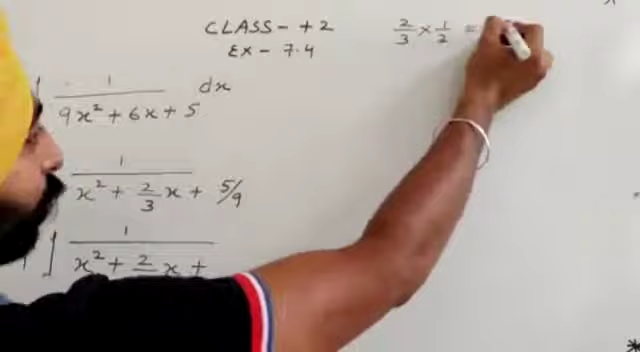 CLASS - +2
EX - 7.4
2/3 × 1/2 =
∫ 1/(9x² + 6x + 5) dx
1/(x² + 2/3 x + 5/9)
∫ 1/(x² + 2 x +